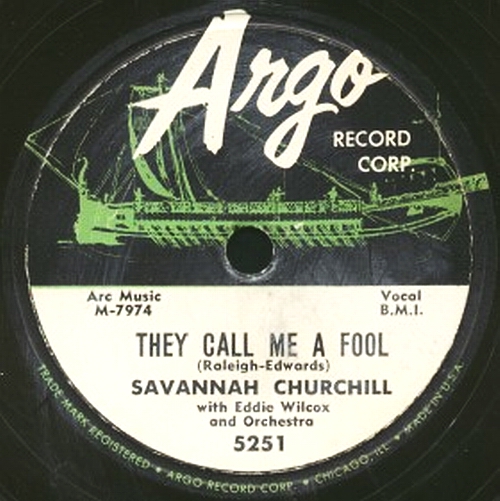 Argo
RECORD
CORP.
Arc Music
M-7974
Vocal
B.M.I.
THEY CALL ME A FOOL
(Raleigh-Edwards)
SAVANNAH CHURCHILL
with Eddie Wilcox
and Orchestra
5251
TRADE MARK REGISTERED • ARGO RECORD CORP. • CHICAGO, ILL. • MADE IN U.S.A.